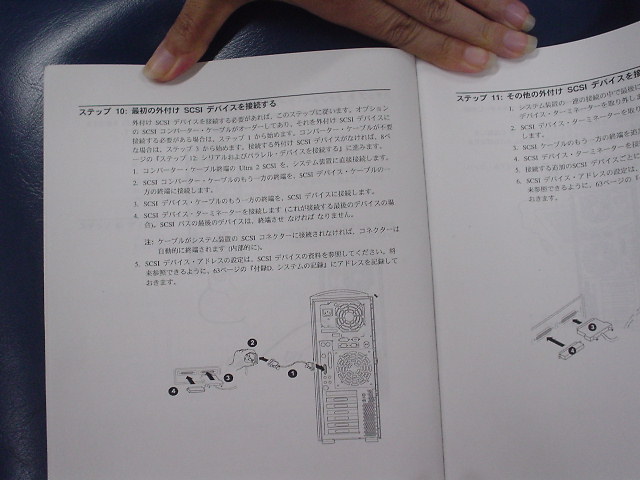 ステップ 10: 最初の外付け SCSI デバイスを接続する
外付け SCSI デバイスを接続する必要があれば、このステップに従います。オプション
の SCSI コンバーター・ケーブルがオーダーしてあり、それを外付け SCSI デバイスに
接続する必要がある場合は、ステップ 1 から始めます。コンバーター・ケーブルが不要
な場合は、ステップ 3 から始めます。接続する外付け SCSI デバイスがなければ、8ペ
ージの『ステップ 12: シリアルおよびパラレル・デバイスを接続する』に進みます。
1. コンバーター・ケーブル終端の Ultra 2 SCSI を、システム装置に直接接続します。
2. SCSI コンバーター・ケーブルのもう一方の終端を、SCSI デバイス・ケーブルの一
方の終端に接続します。
3. SCSI デバイス・ケーブルのもう一方の終端を、SCSI デバイスに接続します。
4. SCSI デバイス・ターミネーターを接続します (これが接続する最後のデバイスの場
合)。SCSI バスの最後のデバイスは、終端させ なければ なりません。
注: ケーブルがシステム装置の SCSI コネクターに接続されなければ、コネクターは
自動的に終端されます (内部的に)。
5. SCSI デバイス・アドレスの設定は、SCSI デバイスの資料を参照してください。将
来参照できるように、63ページの『付録D. システムの記録』にアドレスを記録して
おきます。
1
2
3
4
ステップ 11: その他の外付け SCSI デバイスを接
1. システム装置の一連の接続の中で最後に
デバイス・ターミネーターを取り外しま
2. SCSI デバイス・ターミネーターを取り
します。
3. SCSI ケーブルのもう一方の終端を
4. SCSI デバイス・ターミネーターを接
5. 接続する追加の SCSI デバイスごと
6. SCSI デバイス・アドレスの設定は、
来参照できるように、63ページの
おきます。